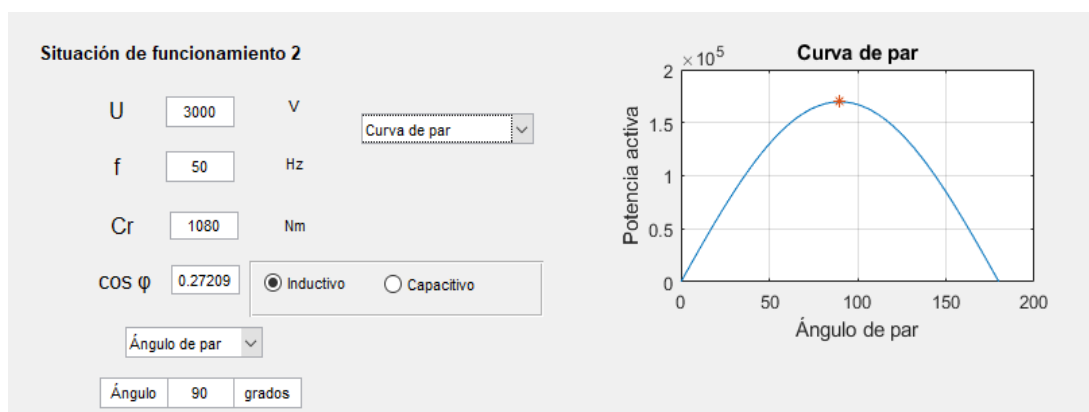 Situación de funcionamiento 2
U 3000 V
Curva de par
f 50 Hz
Cr 1080 Nm
cos φ 0.27209 Inductivo Capacitivo
Ángulo de par
Ángulo 90 grados
Curva de par
×10⁵
2
1.5
1
0.5
0
Potencia activa
0 50 100 150 200
Ángulo de par